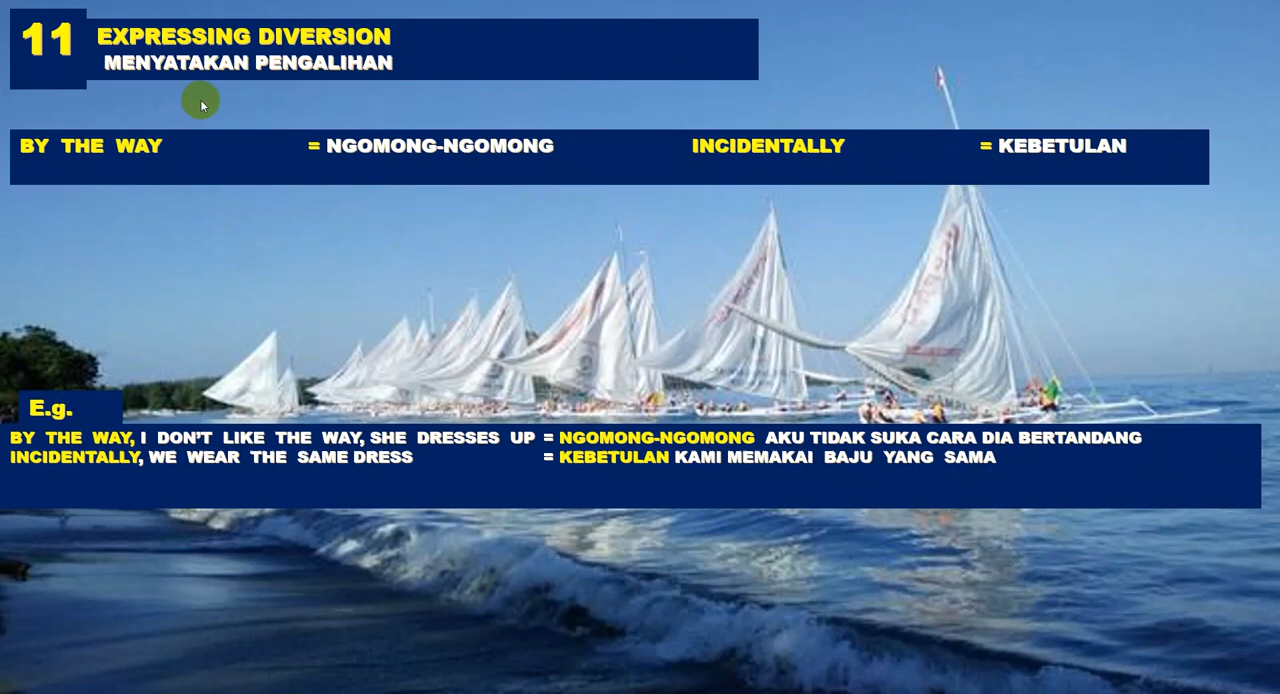 11 EXPRESSING DIVERSION
MENYATAKAN PENGALIHAN
BY THE WAY = NGOMONG-NGOMONG INCIDENTALLY = KEBETULAN
E.g.
BY THE WAY, I DON'T LIKE THE WAY, SHE DRESSES UP = NGOMONG-NGOMONG AKU TIDAK SUKA CARA DIA BERTANDANG
INCIDENTALLY, WE WEAR THE SAME DRESS = KEBETULAN KAMI MEMAKAI BAJU YANG SAMA